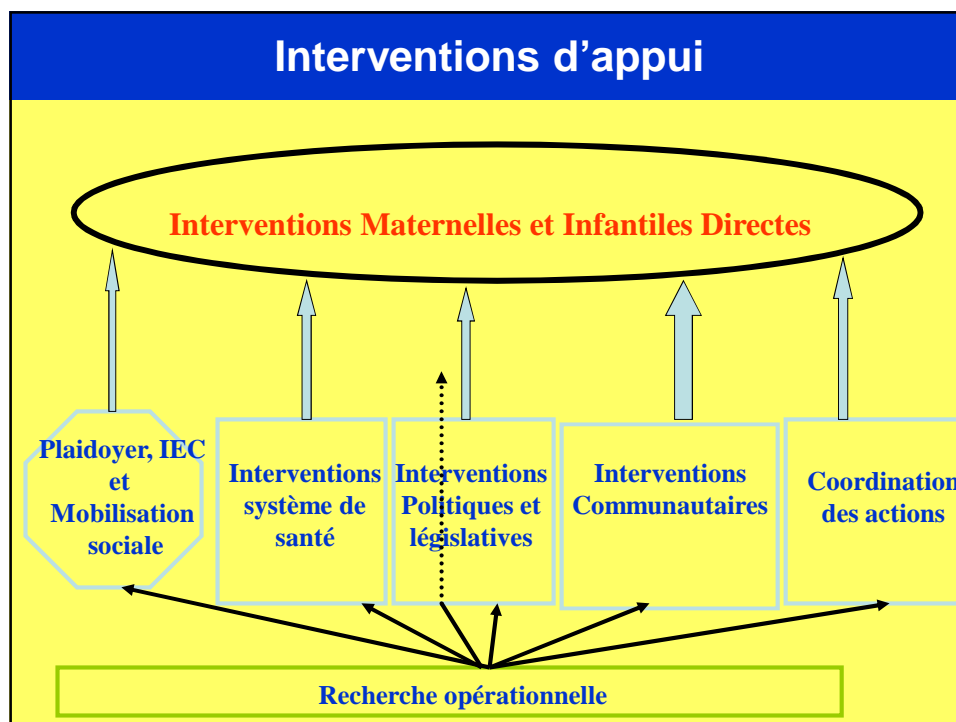 Interventions d’appui
Interventions Maternelles et Infantiles Directes
Plaidoyer, IEC
et
Mobilisation
sociale
Interventions
système de
santé
Interventions
Politiques et
législatives
Interventions
Communautaires
Coordination
des actions
Recherche opérationnelle